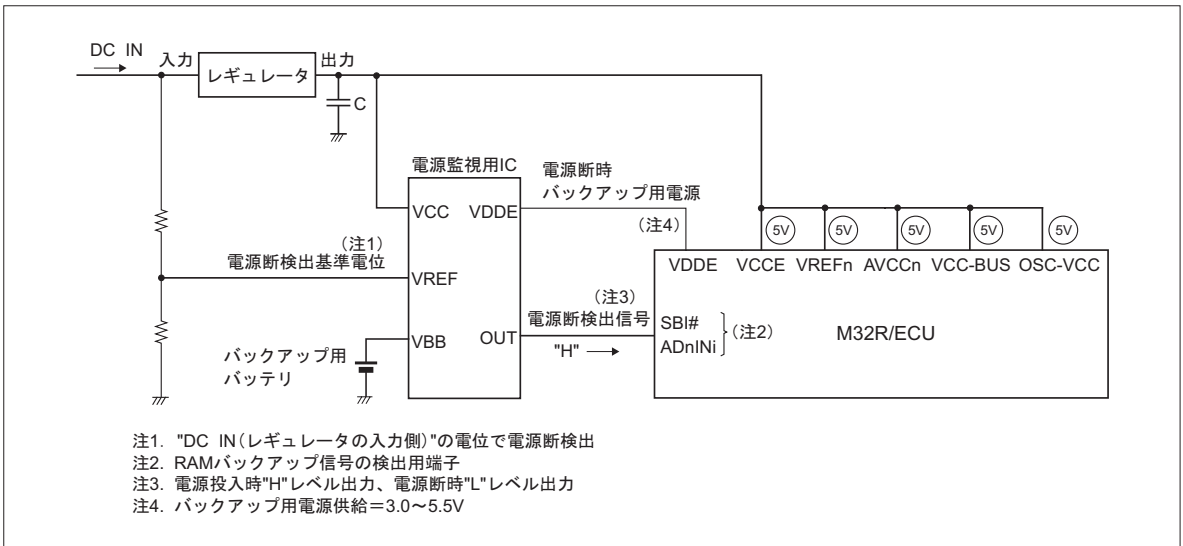 DC IN
入力
レギュレータ
出力
C
電源監視用IC
VCC
VDDE
VREF
VBB
OUT
電源断時
バックアップ用電源
(注4)
(注1)
電源断検出基準電位
(注3)
電源断検出信号
"H"
バックアップ用
バッテリ
5V
5V
5V
5V
5V
VDDE VCCE VREFn AVCCn VCC-BUS OSC-VCC
SBI#
ADnINi
(注2)
M32R/ECU
注1. "DC IN(レギュレータの入力側)"の電位で電源断検出
注2. RAMバックアップ信号の検出用端子
注3. 電源投入時"H"レベル出力、電源断時"L"レベル出力
注4. バックアップ用電源供給=3.0～5.5V